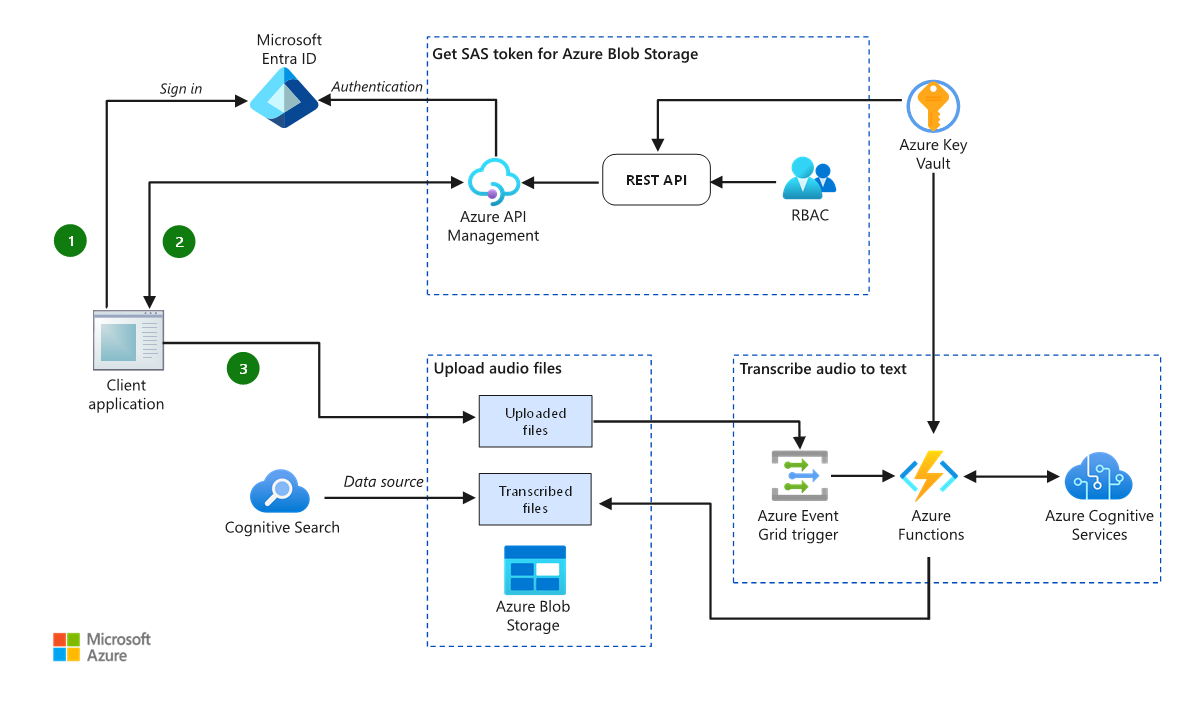 Microsoft
Entra ID
Sign in
Authentication
Get SAS token for Azure Blob Storage
Azure API
Management
REST API
RBAC
Azure Key
Vault
1
2
Client
application
3
Upload audio files
Uploaded
files
Cognitive Search
Data source
Transcribed
files
Azure Blob
Storage
Transcribe audio to text
Azure Event
Grid trigger
Azure
Functions
Azure Cognitive
Services
Microsoft
Azure